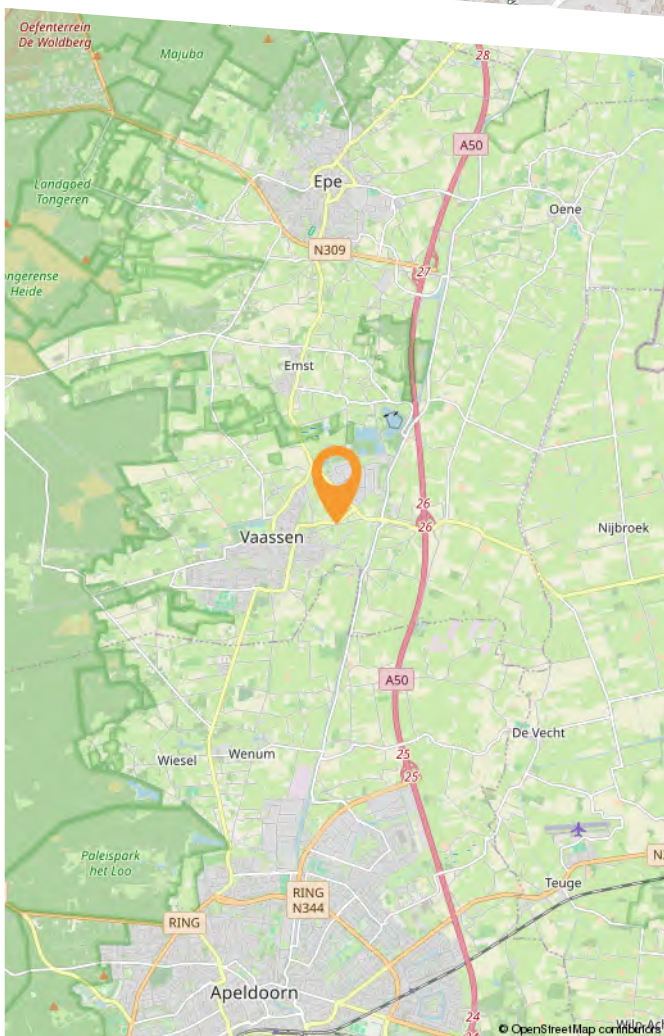 Oefenterrein
De Woldberg
Majuba
28
A50
Epe
Landgoed
Tongeren
Oene
N309
27
ongerense
Heide
Emst
26
26
Vaassen
Nijbroek
A50
De Vecht
25
25
Wiesel
Wenum
Paleispark
het Loo
RING
N344
RING
Teuge
Apeldoorn
24
© OpenStreetMap contributors